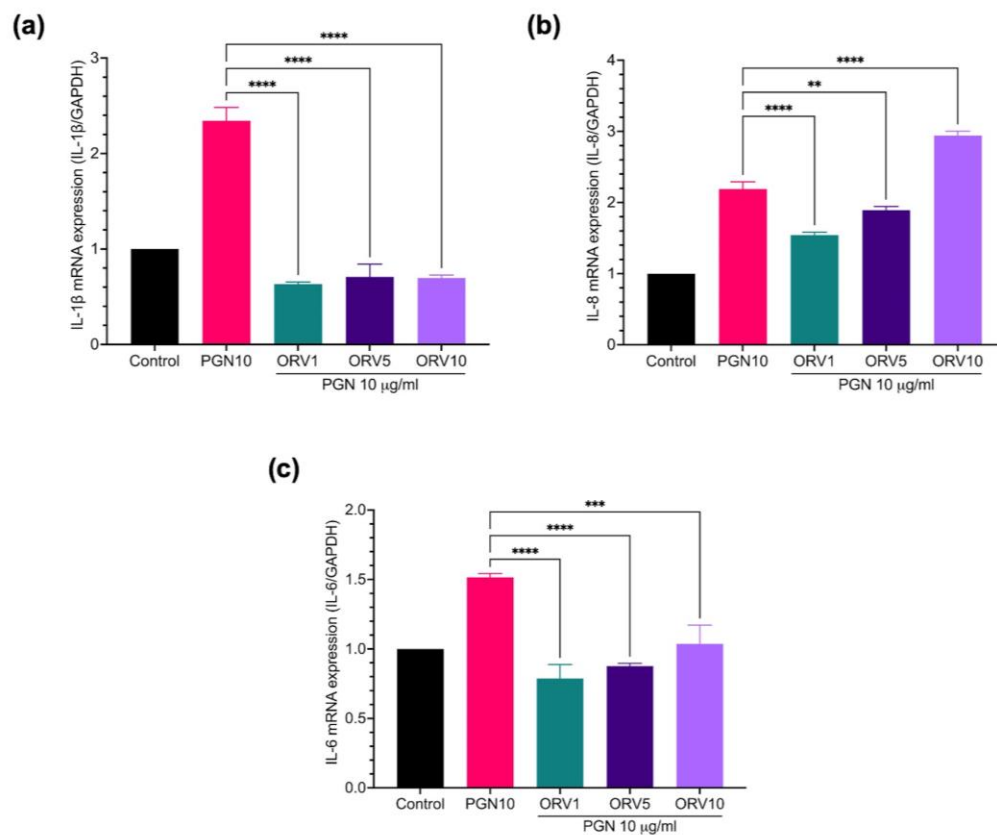 (a)
IL-1β mRNA expression (IL-1β/GAPDH)
3
2
1
0
****
****
****
Control PGN10 ORV1 ORV5 ORV10
PGN 10 μg/ml
(b)
IL-8 mRNA expression (IL-8/GAPDH)
4
3
2
1
0
****
**
****
Control PGN10 ORV1 ORV5 ORV10
PGN 10 μg/ml
(c)
IL-6 mRNA expression (IL-6/GAPDH)
2.0
1.5
1.0
0.5
0.0
***
****
****
Control PGN10 ORV1 ORV5 ORV10
PGN 10 μg/ml